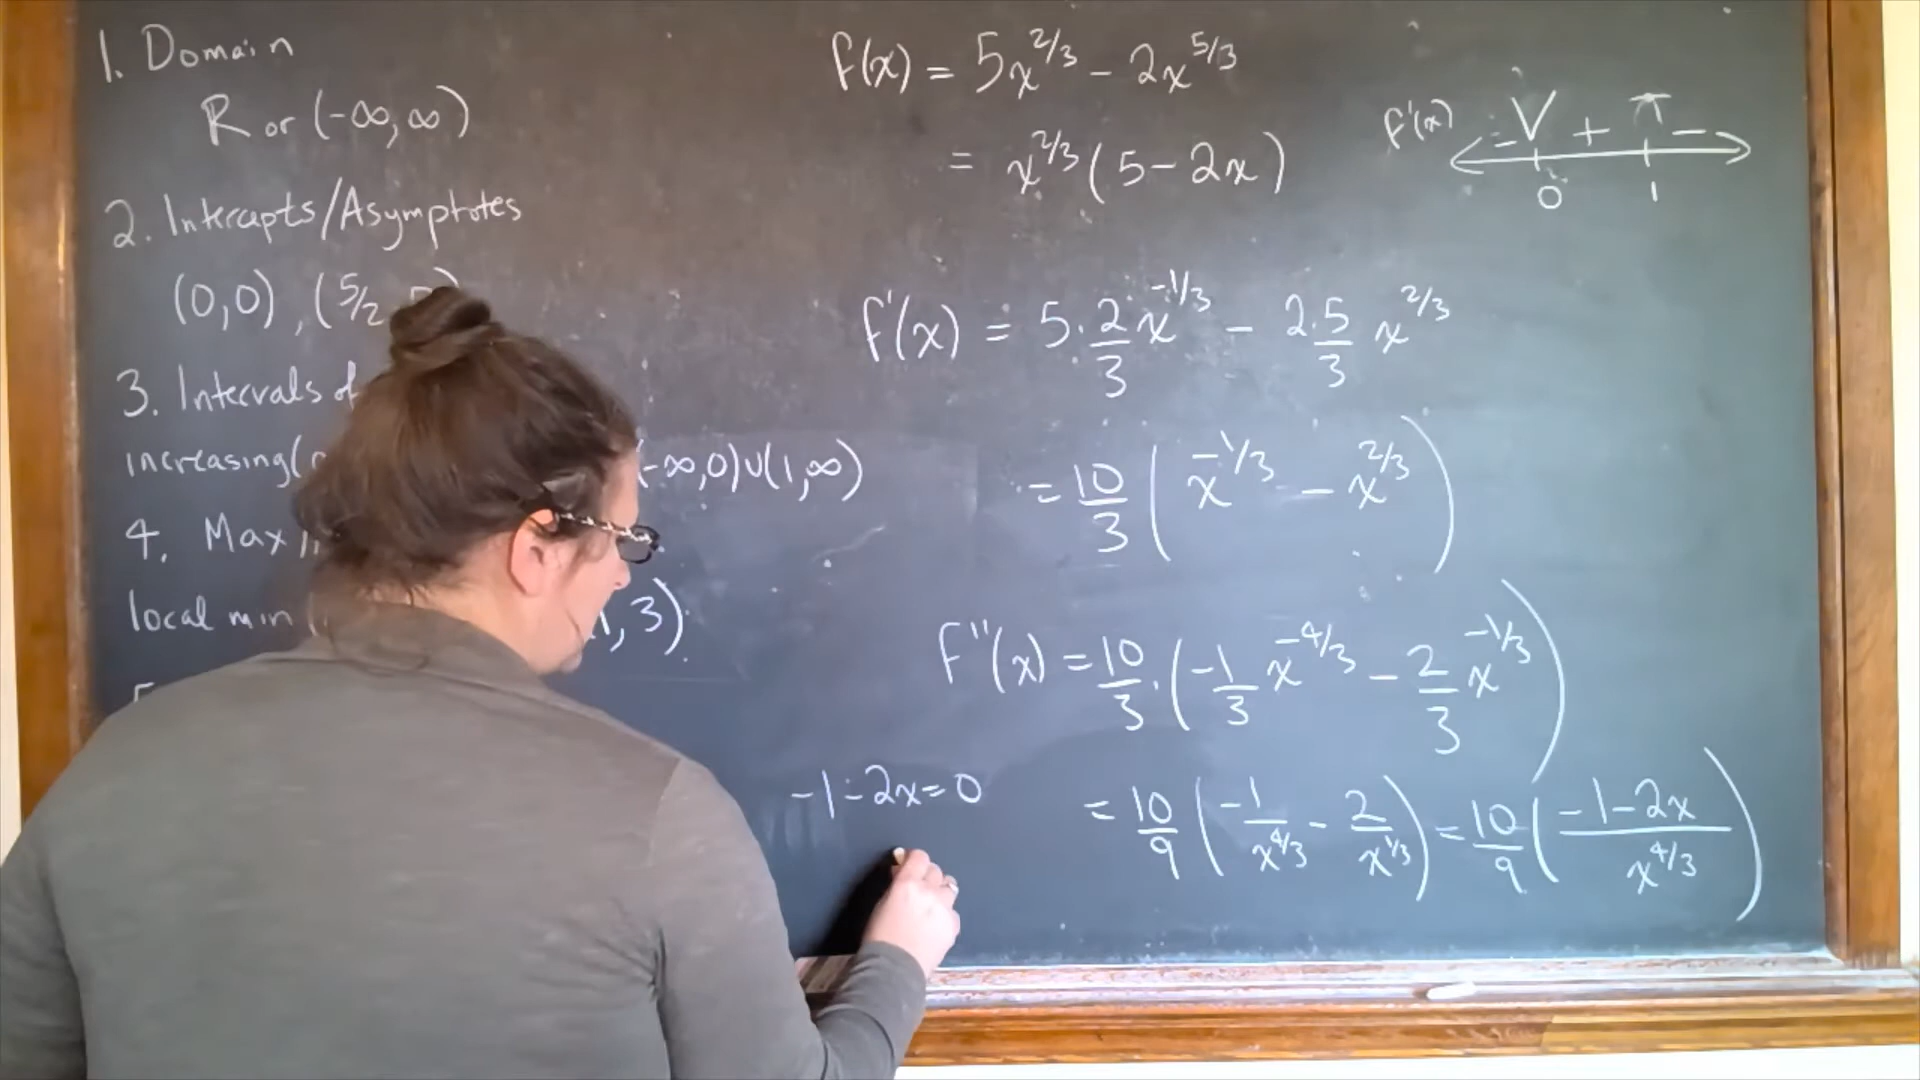 1. Domain
R or (-∞,∞)
2. Intercepts/Asymptotes
(0,0), (5/2
3. Intervals of
increasing( -∞,0)∪(1,∞)
4. Max
local min ( 1,3)
f(x) = 5x^{2/3} - 2x^{5/3}
= x^{2/3}(5-2x)
f'(x) - V + π -
0 1
f'(x) = 5·2/3 x^{-1/3} - 2·5/3 x^{2/3}
= 10/3 (x^{-1/3} - x^{2/3})
f''(x) = 10/3·(-1/3 x^{-4/3} - 2/3 x^{-1/3})
= 10/9 (-1/x^{4/3} - 2/x^{1/3}) = 10/9 (-1-2x/x^{4/3})
-1-2x=0